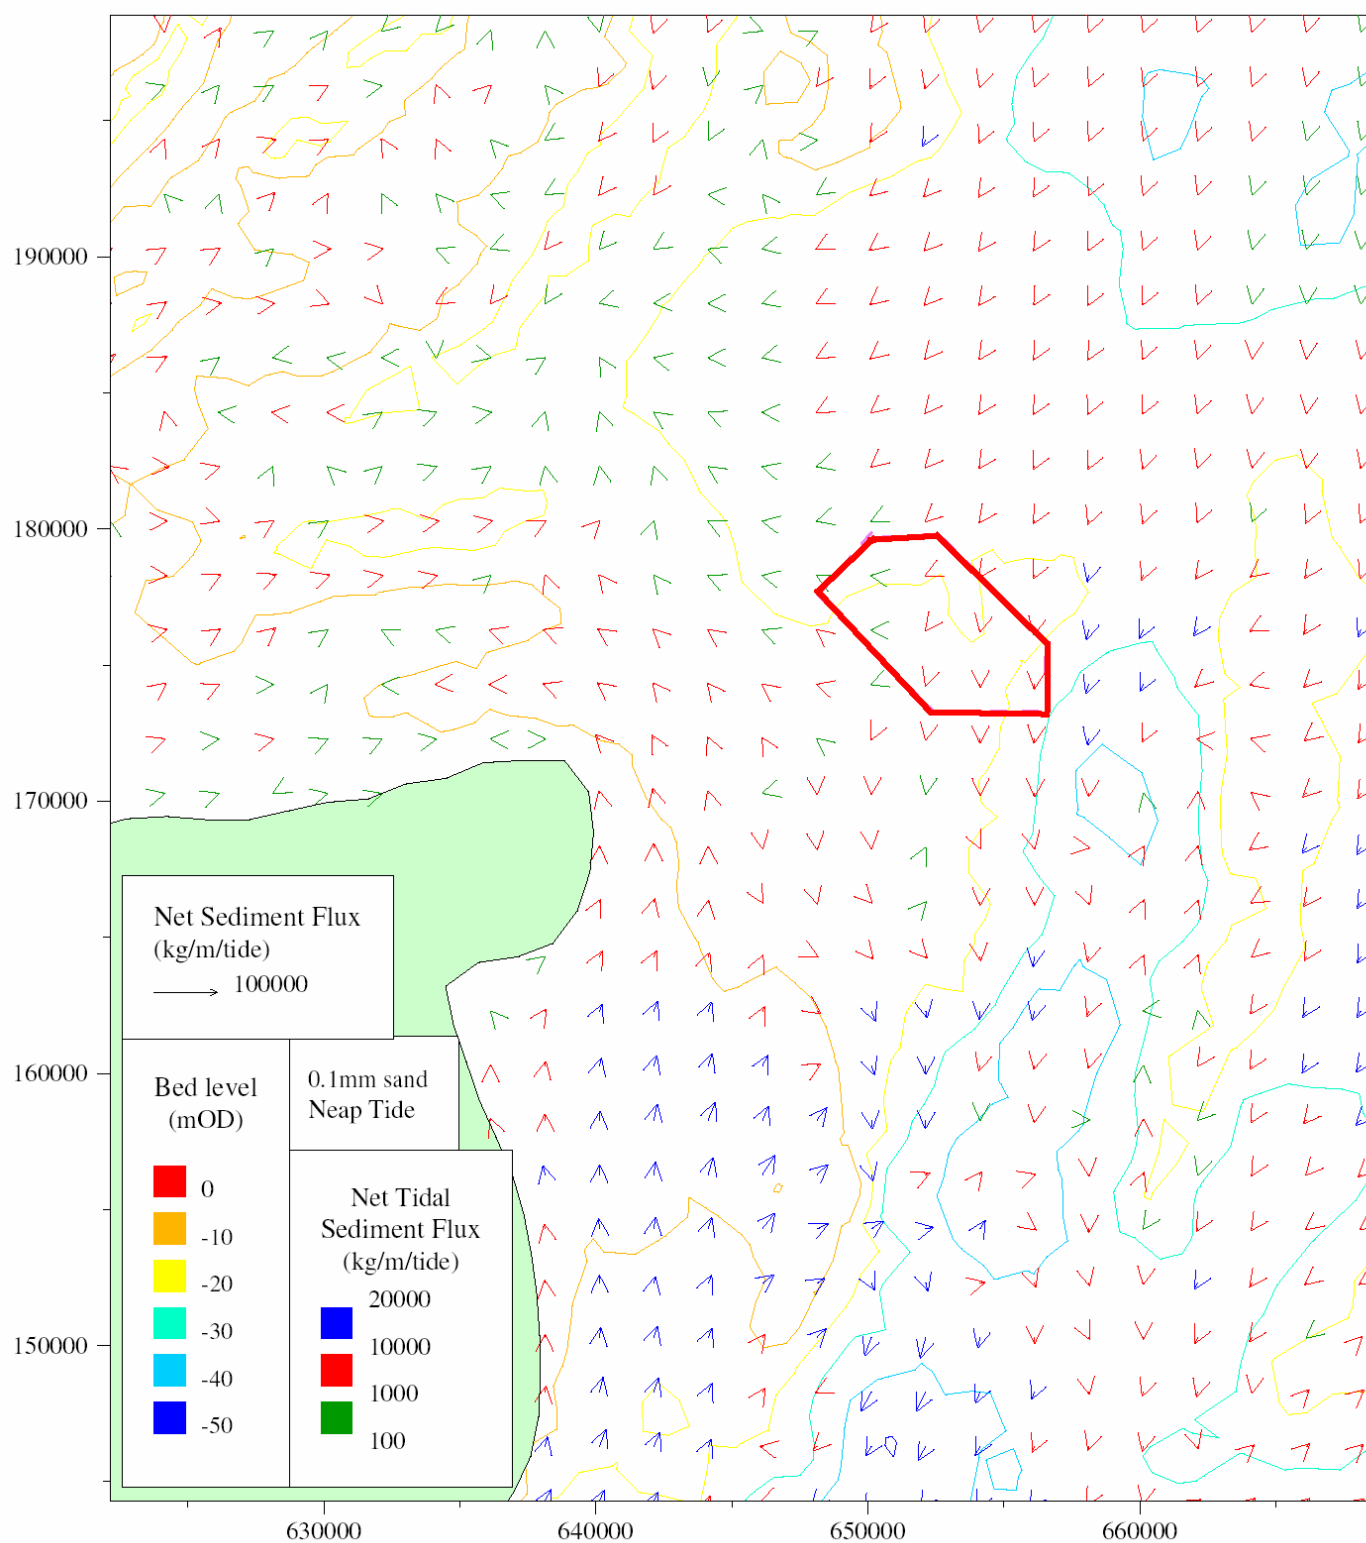 190000
180000
170000
160000
150000
Net Sediment Flux
(kg/m/tide)
100000
Bed level
(mOD)
0
-10
-20
-30
-40
-50
0.1mm sand
Neap Tide
Net Tidal
Sediment Flux
(kg/m/tide)
20000
10000
1000
100
630000 640000 650000 660000